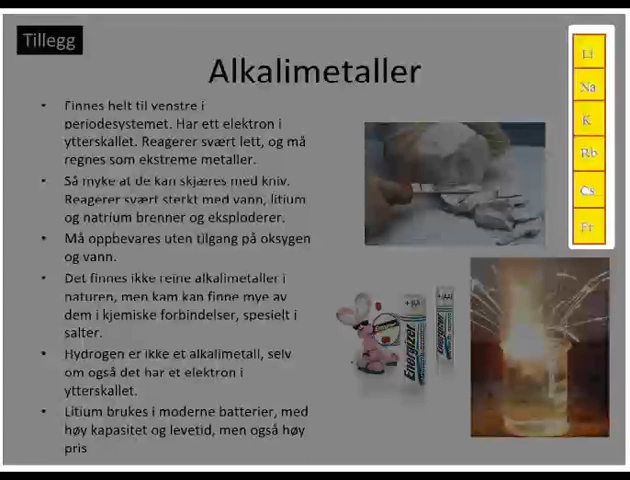 Tillegg
Alkalimetaller
• Finnes helt til venstre i
periodesystemet. Har ett elektron i
ytterskallet. Reagerer svært lett, og må
regnes som ekstreme metaller.
• Så myke at de kan skjæres med kniv.
Reagerer svært sterkt med vann, litium
og natrium brenner og eksploderer.
• Må oppbevares uten tilgang på oksygen
og vann.
• Det finnes ikke reine alkalimetaller i
naturen, men kam kan finne mye av
dem i kjemiske forbindelser, spesielt i
salter.
• Hydrogen er ikke et alkalimetall, selv
om også det har et elektron i
ytterskallet.
• Litium brukes i moderne batterier, med
høy kapasitet og levetid, men også høy
pris
Li
Na
K
Rb
Cs
Fr
Energizer
Energizer